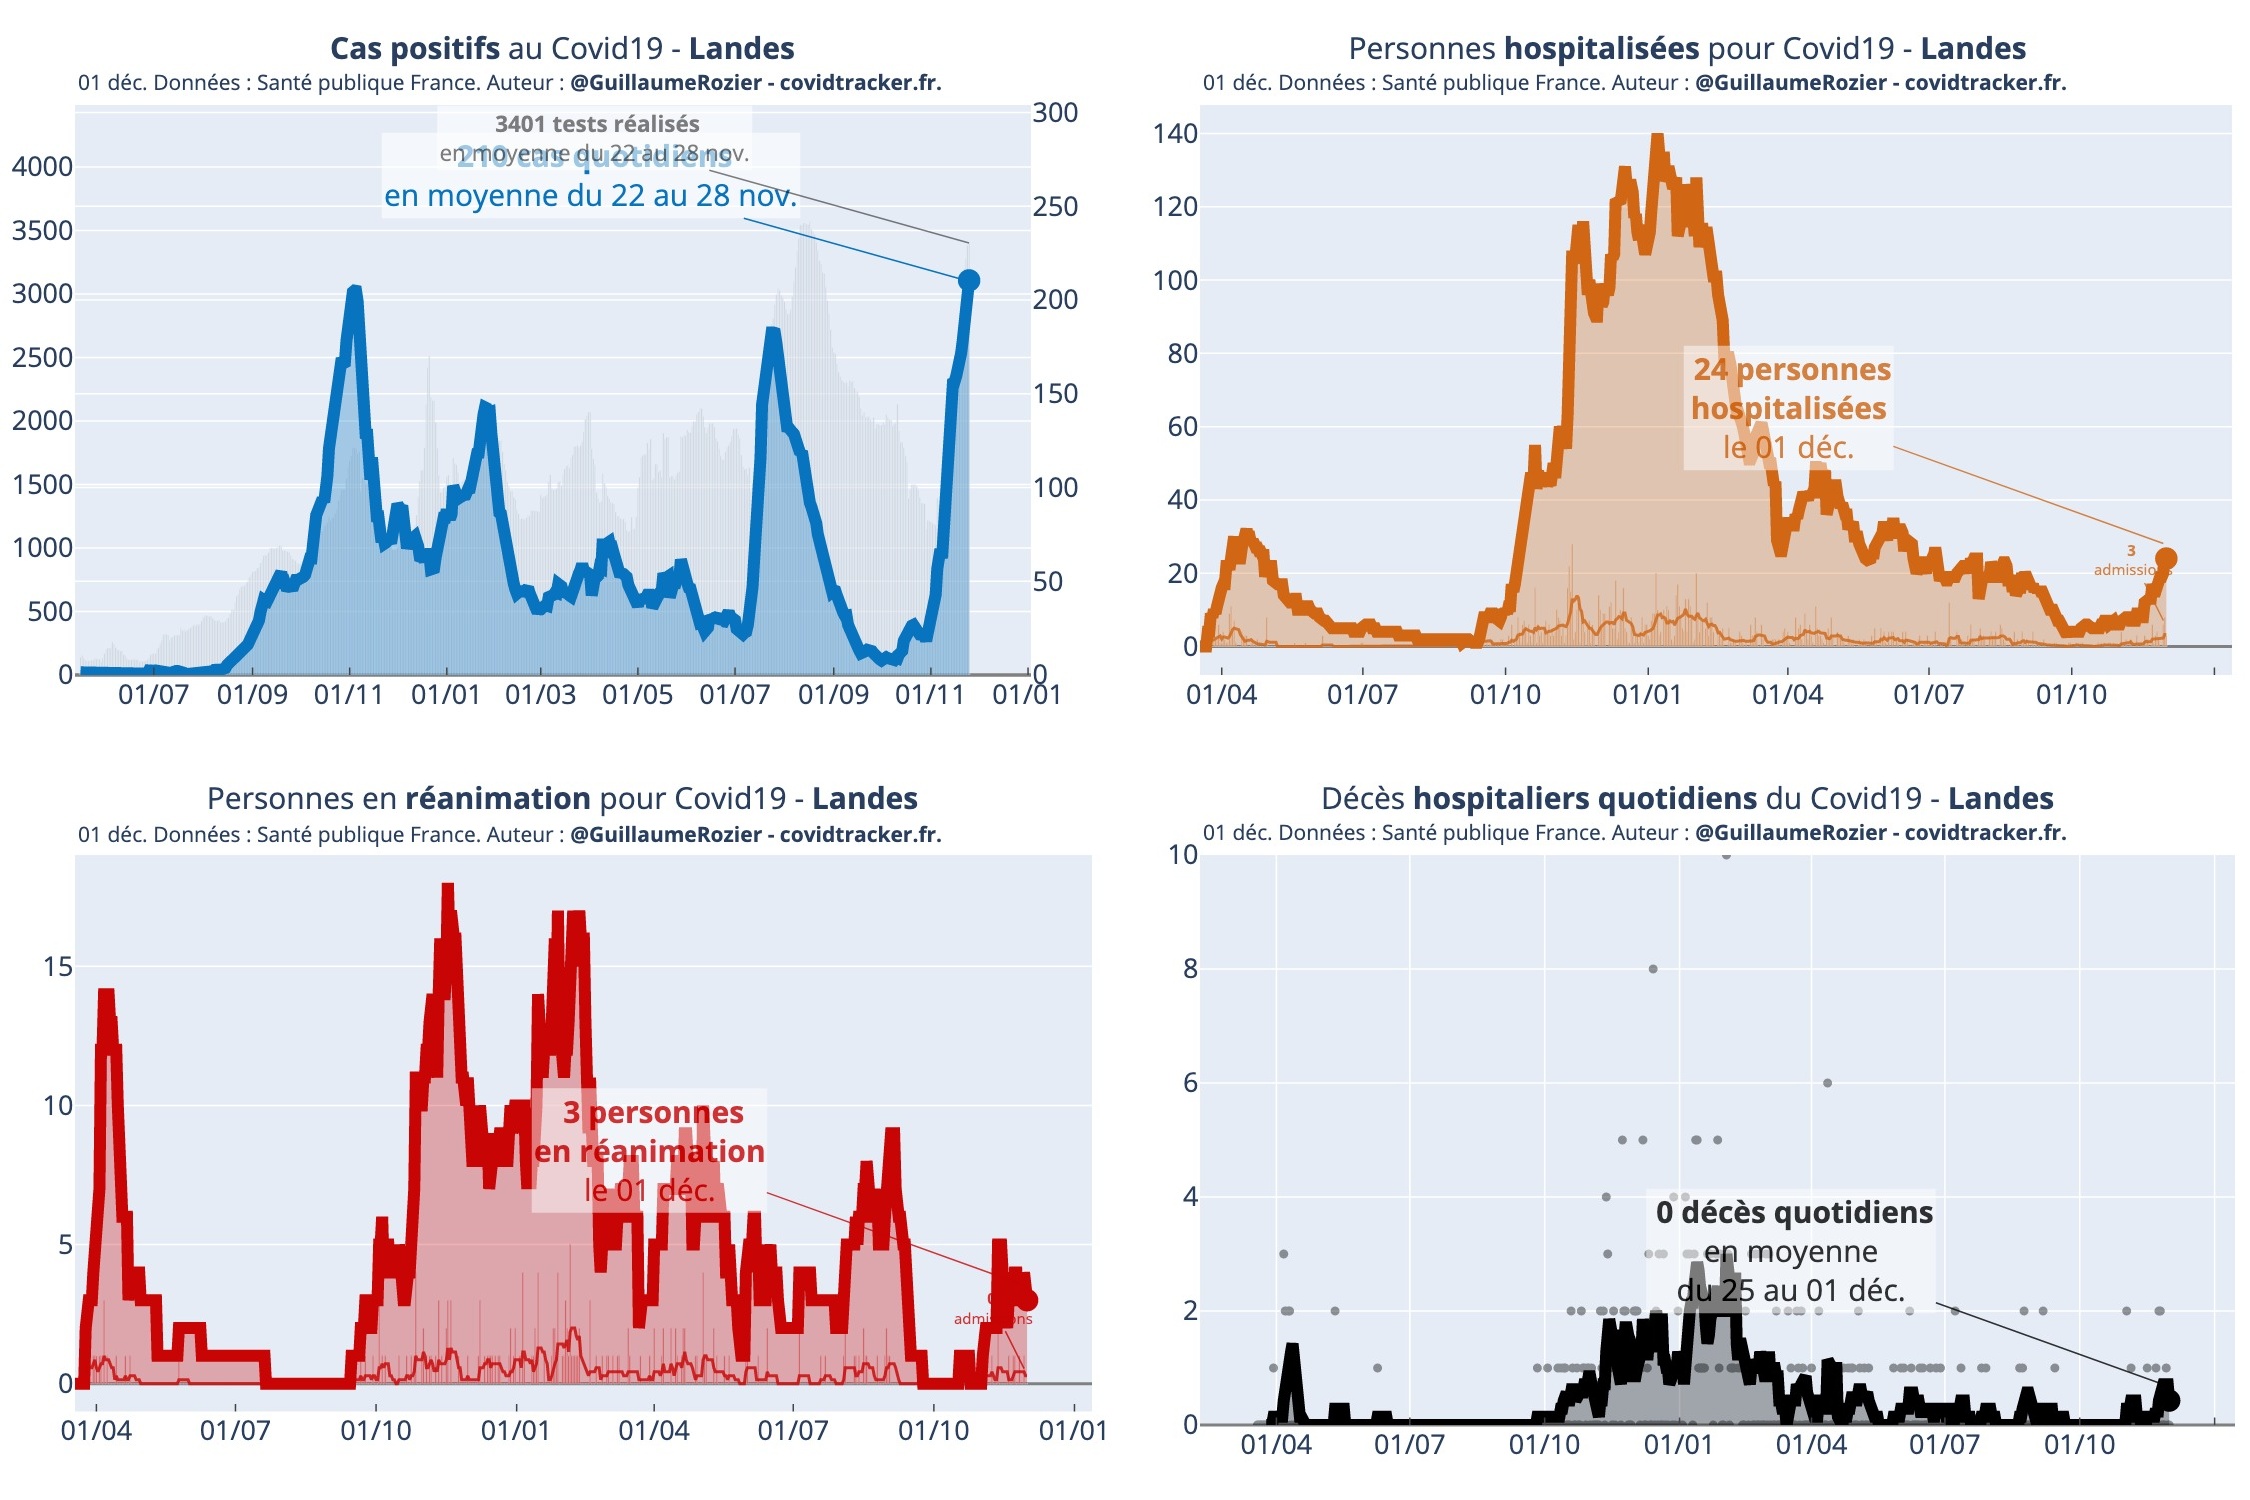 Cas positifs au Covid19 - Landes
01 déc. Données : Santé publique France. Auteur : @GuillaumeRozier - covidtracker.fr.
3401 tests réalisés
en moyenne du 22 au 28 nov.
210 cas quotidiens
en moyenne du 22 au 28 nov.
4000
3500
3000
2500
2000
1500
1000
500
0
300
250
200
150
100
50
0
01/07
01/09
01/11
01/01
01/03
01/05
01/07
01/09
01/11
01/01
Personnes hospitalisées pour Covid19 - Landes
01 déc. Données : Santé publique France. Auteur : @GuillaumeRozier - covidtracker.fr.
140
120
100
80
60
40
20
0
24 personnes
hospitalisées
le 01 déc.
3
admissions
01/04
01/07
01/10
01/01
01/04
01/07
01/10
Personnes en réanimation pour Covid19 - Landes
01 déc. Données : Santé publique France. Auteur : @GuillaumeRozier - covidtracker.fr.
15
10
5
0
3 personnes
en réanimation
le 01 déc.
0
admissions
01/04
01/07
01/10
01/01
01/04
01/07
01/10
01/01
Décès hospitaliers quotidiens du Covid19 - Landes
01 déc. Données : Santé publique France. Auteur : @GuillaumeRozier - covidtracker.fr.
10
8
6
4
2
0
0 décès quotidiens
en moyenne
du 25 au 01 déc.
01/04
01/07
01/10
01/01
01/04
01/07
01/10